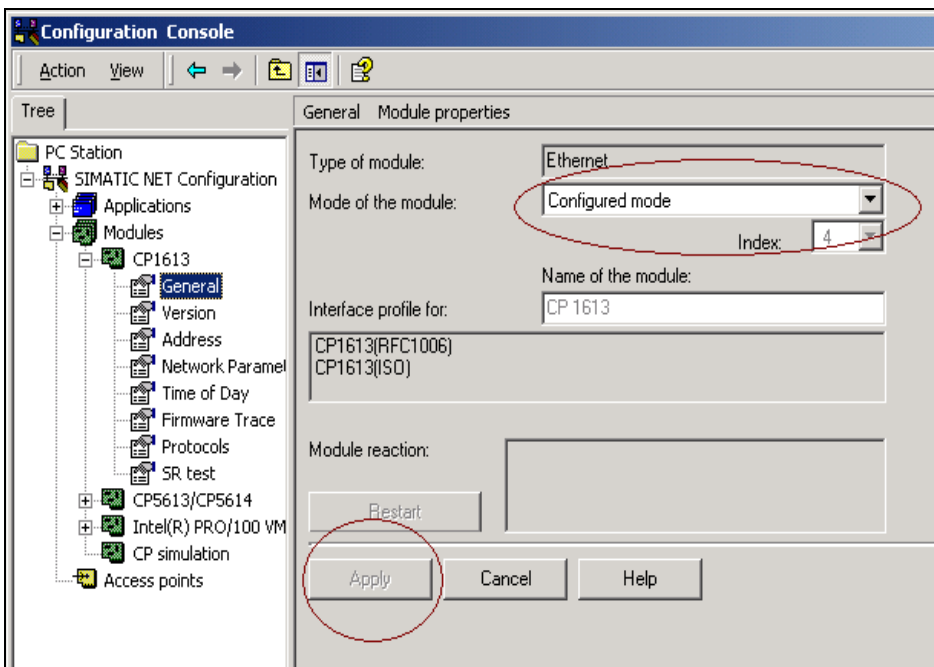 Configuration Console
Action View
Tree
General Module properties
PC Station
SIMATIC NET Configuration
Applications
Modules
CP1613
General
Version
Address
Network Paramel
Time of Day
Firmware Trace
Protocols
SR test
CP5613/CP5614
Intel(R) PRO/100 VM
CP simulation
Access points
Type of module: Ethernet
Mode of the module: Configured mode
Index: 4
Name of the module:
Interface profile for: CP 1613
CP1613(RFC1006)
CP1613(ISO)
Module reaction:
Restart
Apply Cancel Help